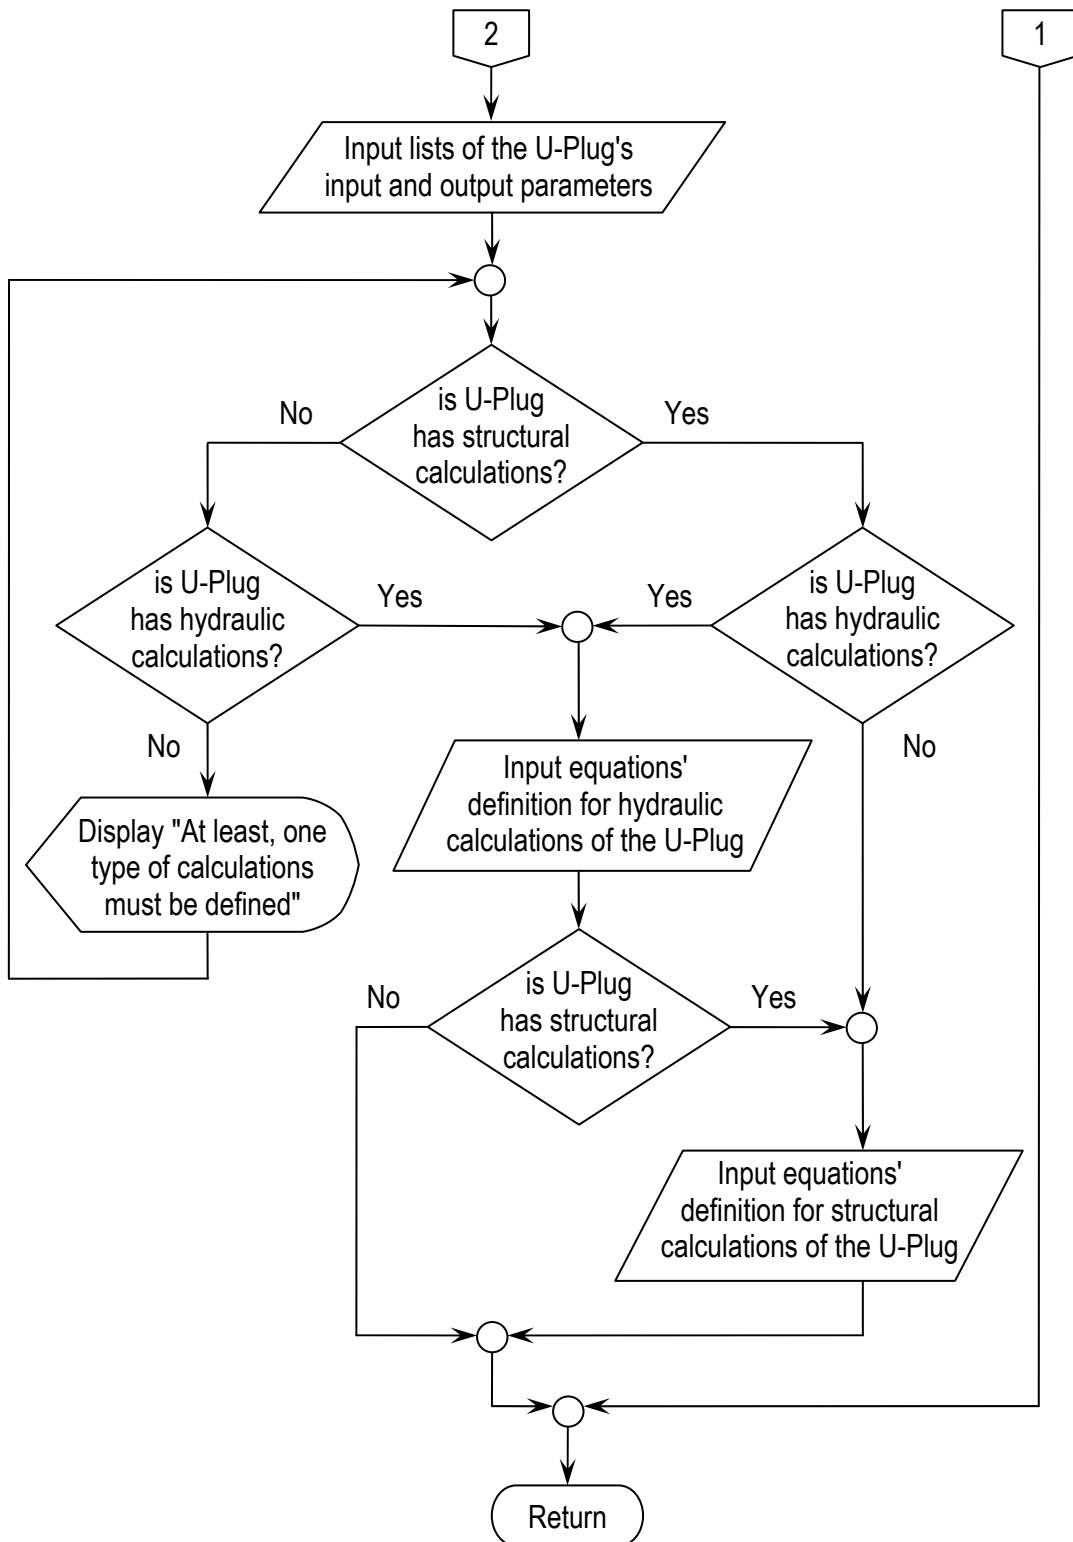 2
1
Input lists of the U-Plug's
input and output parameters
is U-Plug
has structural
calculations?
No
Yes
is U-Plug
has hydraulic
calculations?
Yes
No
is U-Plug
has hydraulic
calculations?
Yes
No
Display "At least, one
type of calculations
must be defined"
Input equations'
definition for hydraulic
calculations of the U-Plug
is U-Plug
has structural
calculations?
No
Yes
Input equations'
definition for structural
calculations of the U-Plug
Return